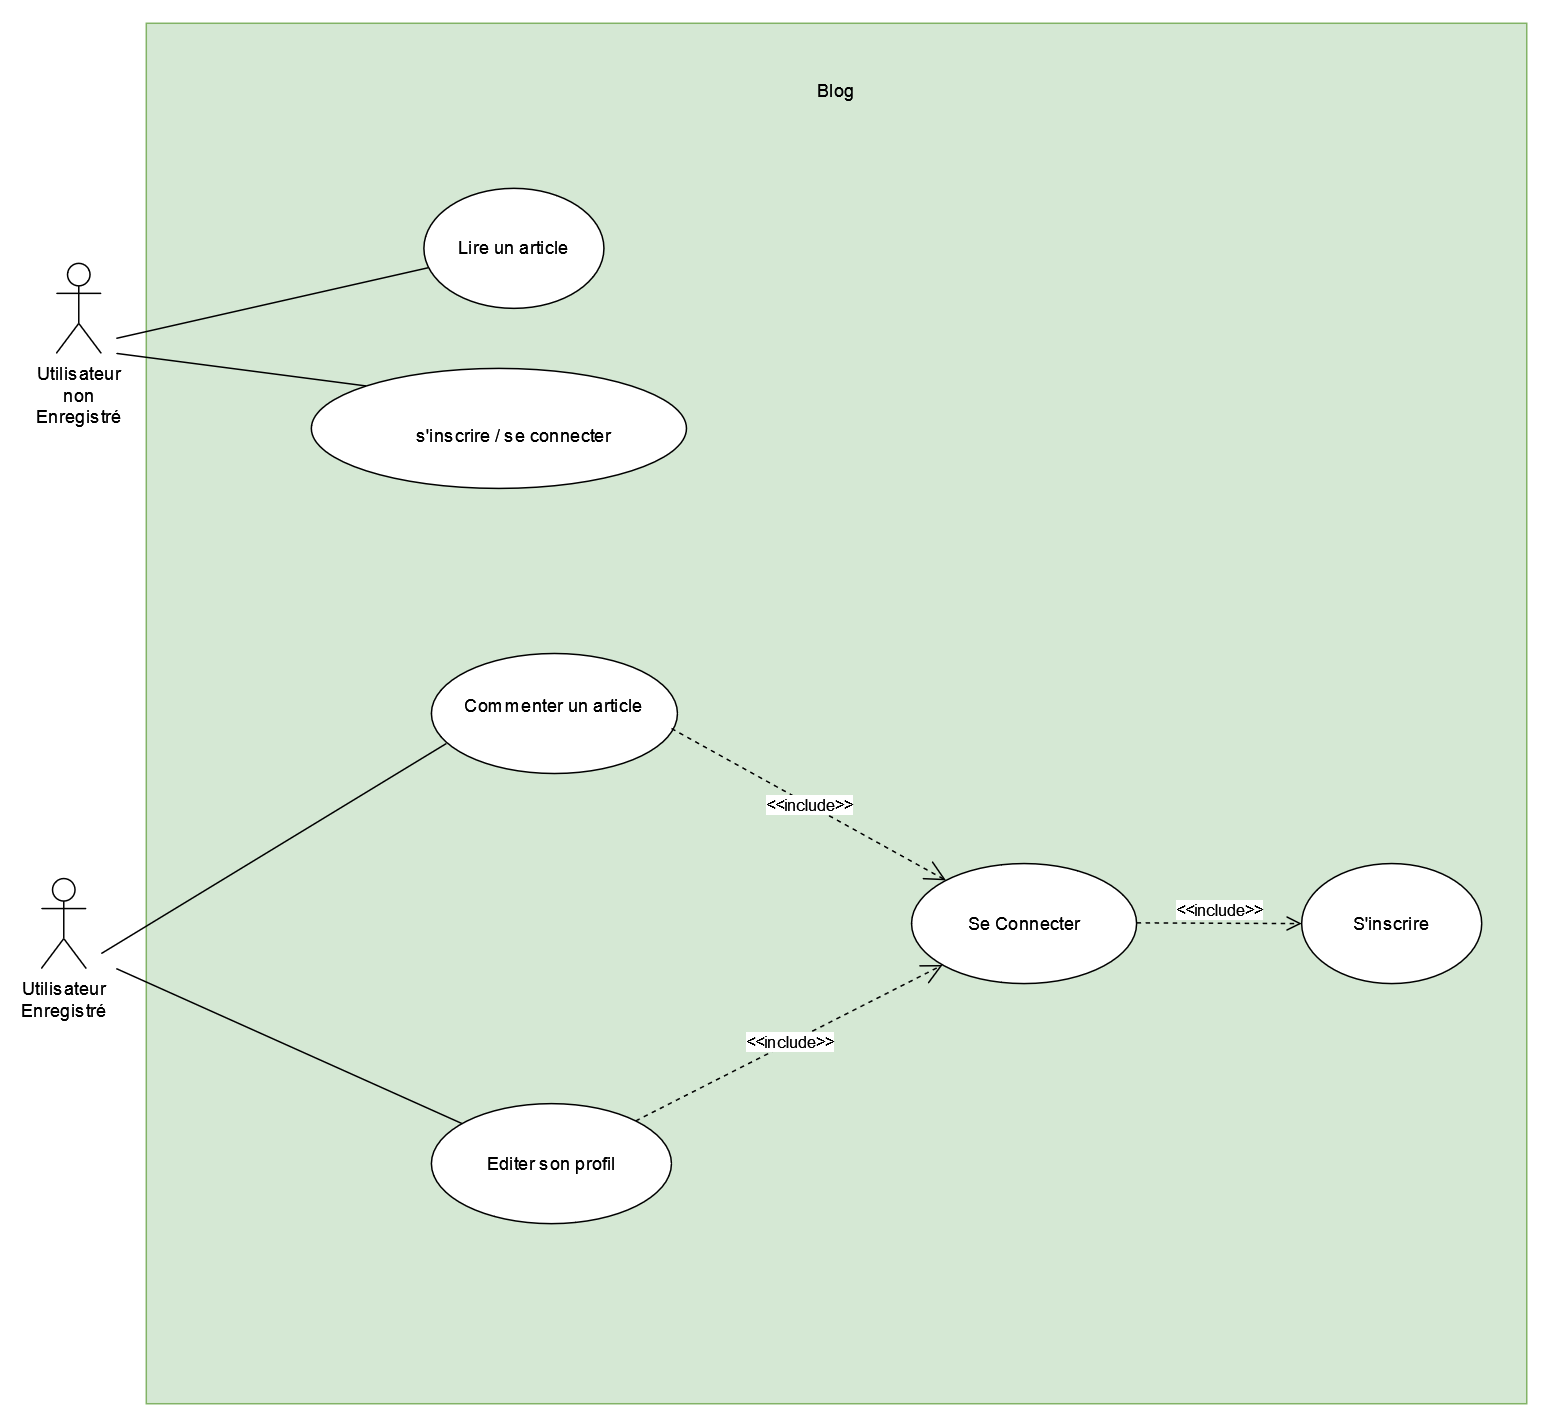 Blog
Lire un article
Utilisateur
non
Enregistré
s'inscrire / se connecter
Commenter un article
<<include>>
Utilisateur
Enregistré
Se Connecter
<<include>>
S'inscrire
<<include>>
Editer son profil